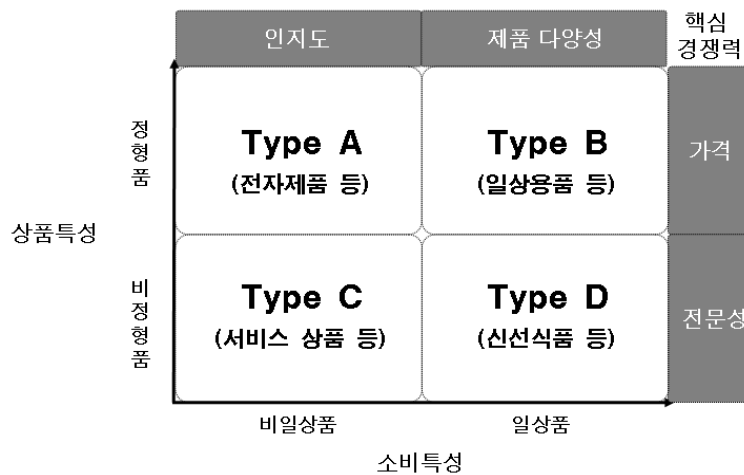 인지도
제품 다양성
핵심
경쟁력
정형품
Type A
(전자제품 등)
Type B
(일상용품 등)
가격
상품특성
비정형품
Type C
(서비스 상품 등)
Type D
(신선식품 등)
전문성
비일상품
일상품
소비특성